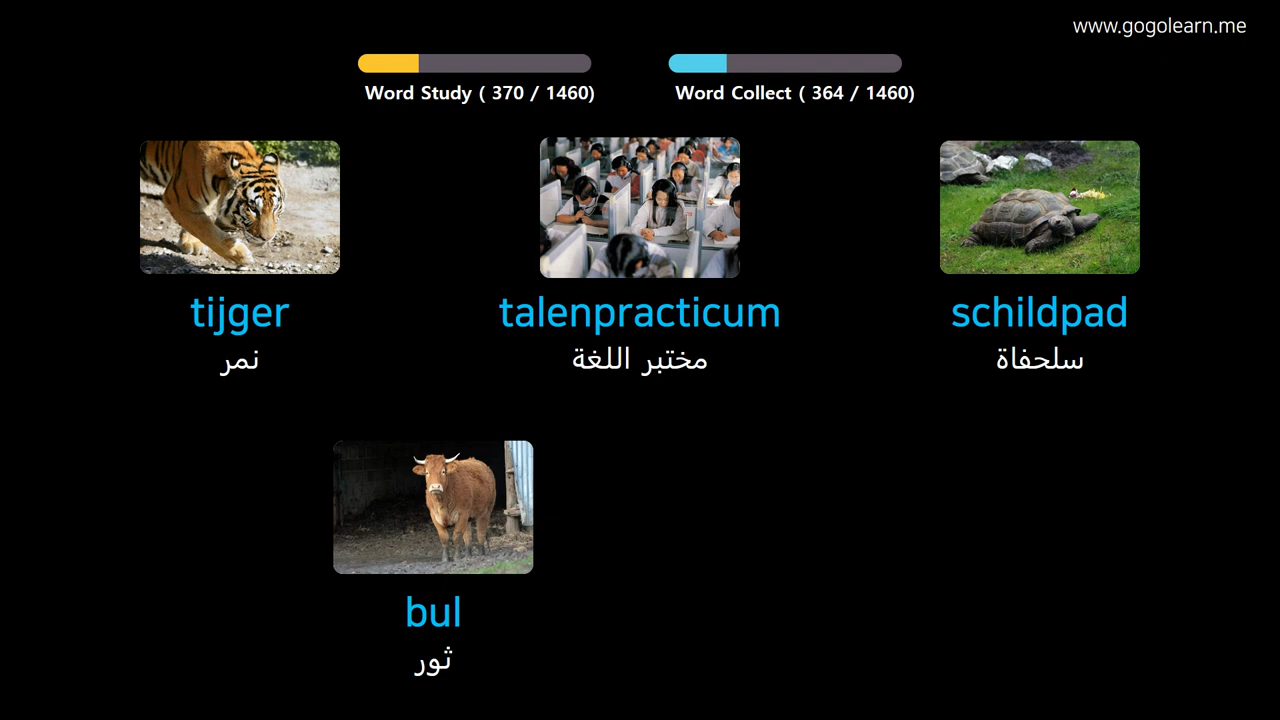 www.gogolearn.me
Word Study ( 370 / 1460)
Word Collect ( 364 / 1460)
tijger
نمر
talenpracticum
مختبر اللغة
schildpad
سلحفاة
bul
ثور